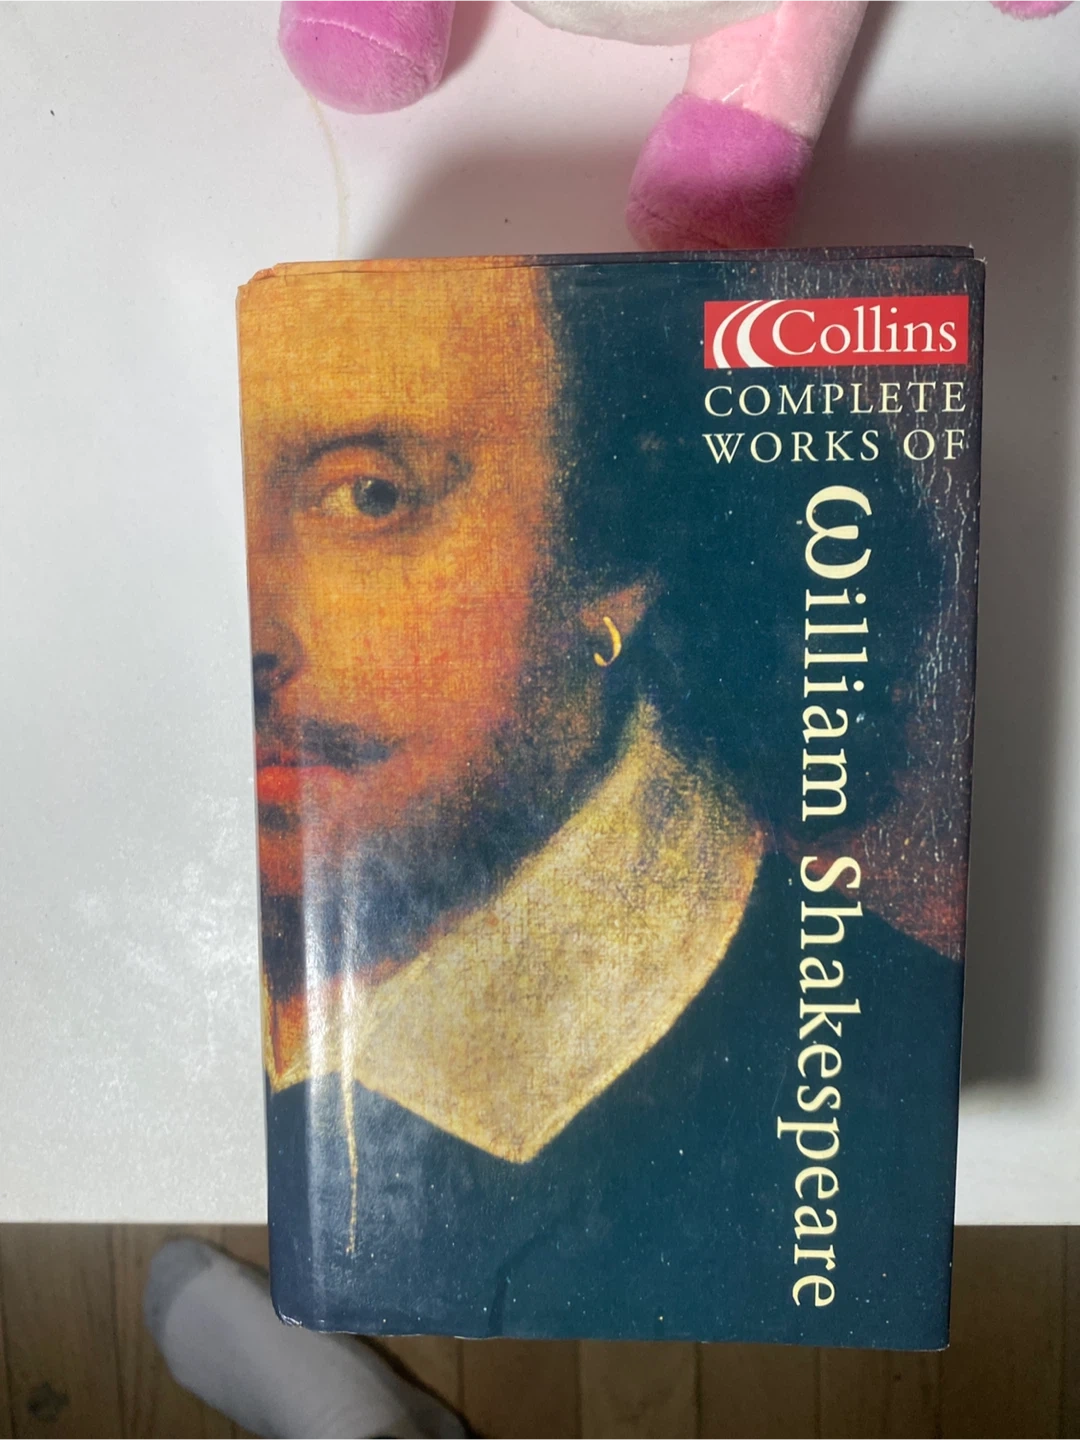 Collins
COMPLETE
WORKS OF
William Shakespeare